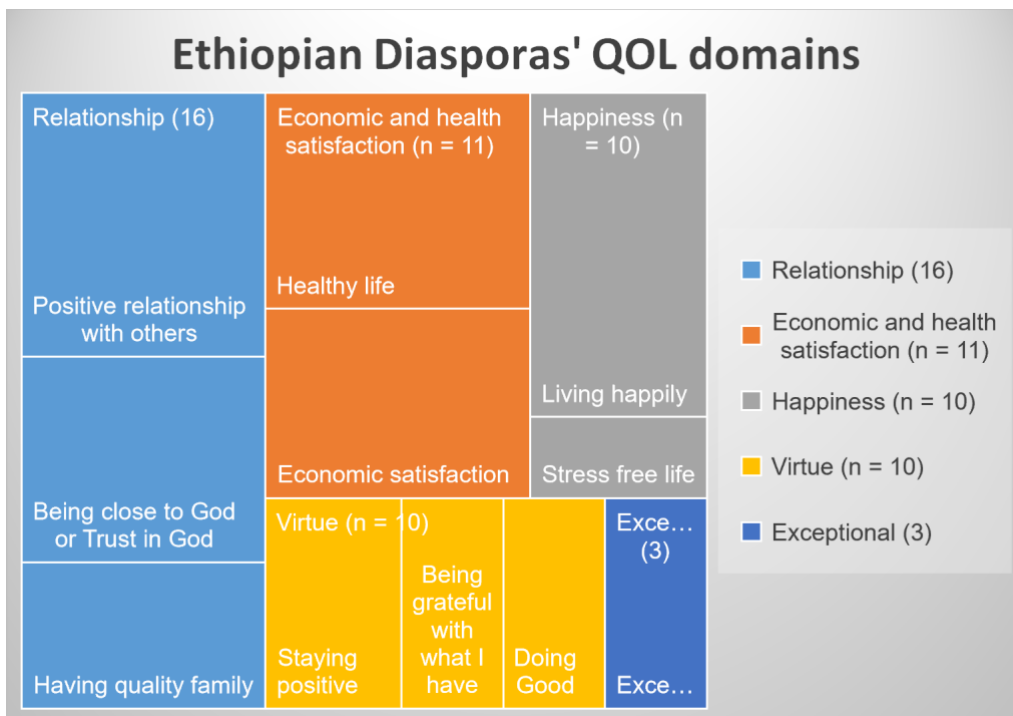 Ethiopian Diasporas' QOL domains
Relationship (16)
Positive relationship
with others
Being close to God
or Trust in God
Having quality family
Economic and health
satisfaction (n = 11)
Healthy life
Economic satisfaction
Happiness (n
= 10)
Living happily
Stress free life
Virtue (n = 10)
Staying
positive
Being
grateful
with
what I
have
Doing
Good
Exce…
(3)
Exce…
Relationship (16)
Economic and health
satisfaction (n = 11)
Happiness (n = 10)
Virtue (n = 10)
Exceptional (3)